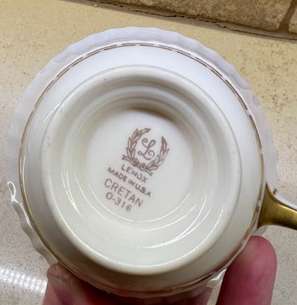 L
LENOX
MADE IN U.S.A.
CRETAN
O-316